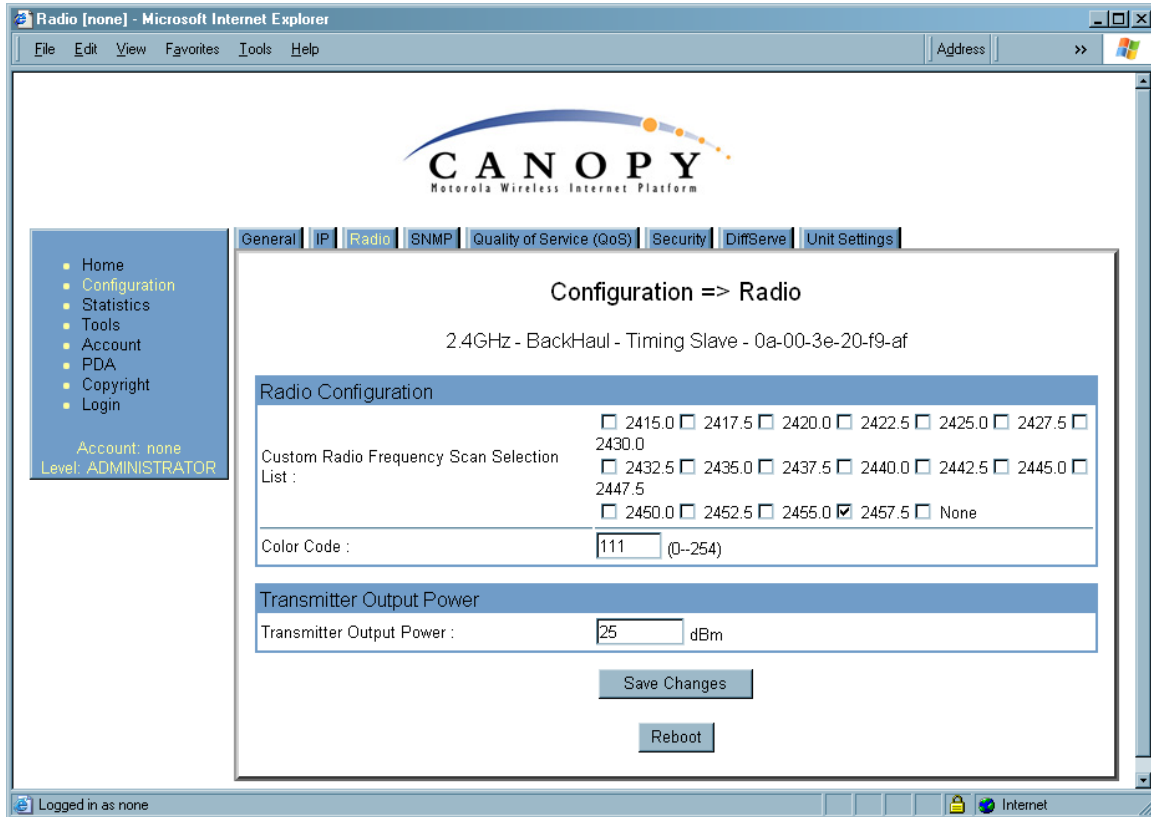 Radio [none] - Microsoft Internet Explorer
File Edit View Favorites Tools Help
Address »
CANOPY
Motorola Wireless Internet Platform
General IP Radio SNMP Quality of Service (QoS) Security DiffServe Unit Settings
Home
Configuration
Statistics
Tools
Account
PDA
Copyright
Login
Account: none
Level: ADMINISTRATOR
Configuration => Radio
2.4GHz - BackHaul - Timing Slave - 0a-00-3e-20-f9-af
Radio Configuration
Custom Radio Frequency Scan Selection
List :
2415.0 2417.5 2420.0 2422.5 2425.0 2427.5
2430.0
2432.5 2435.0 2437.5 2440.0 2442.5 2445.0
2447.5
2450.0 2452.5 2455.0 2457.5 None
Color Code : 111 (0--254)
Transmitter Output Power
Transmitter Output Power : 25 dBm
Save Changes
Reboot
Logged in as none Internet